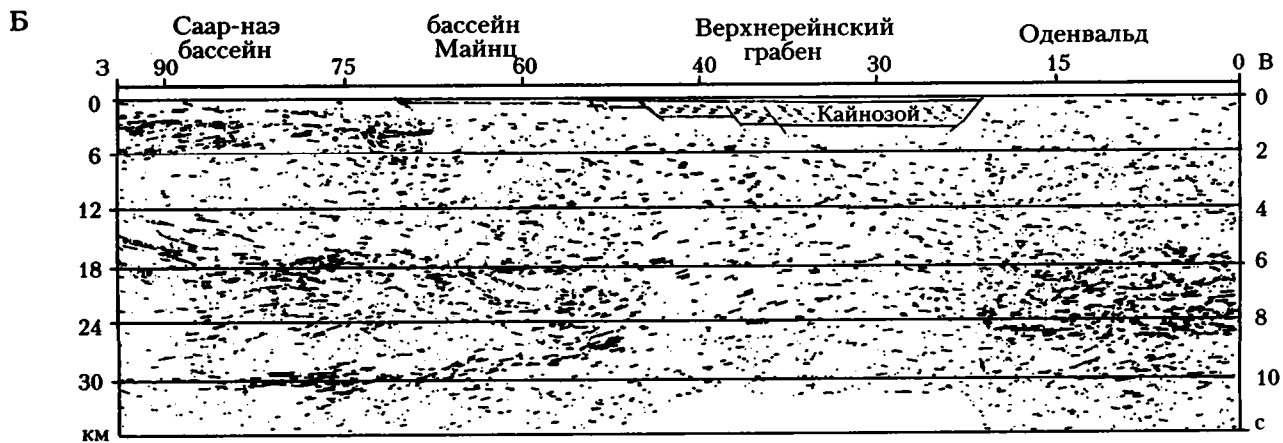 Б
Саар-наэ
бассейн
бассейн
Майнц
Верхнерейнский
грабен
Оденвальд
З 90 75 60 40 30 15 0 В
0 Кайнозой 0
6 2
12 4
18 6
24 8
30 10
км с